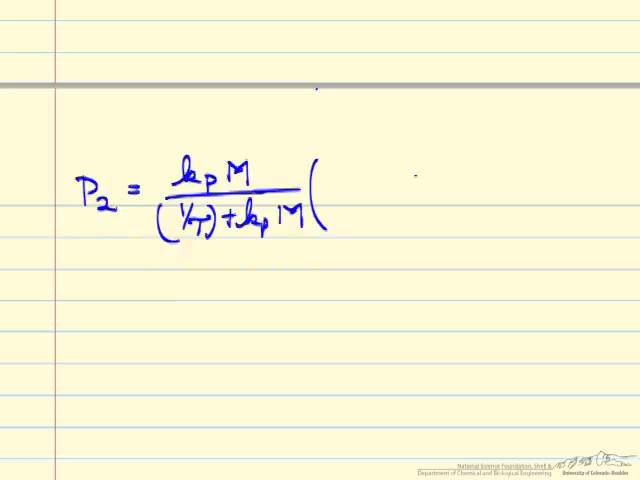 P₂ = kₚ M / (1/τ) + kₚ M (
National Science Foundation, Shell &
Department of Chemical and Biological Engineering
University of Colorado-Boulder